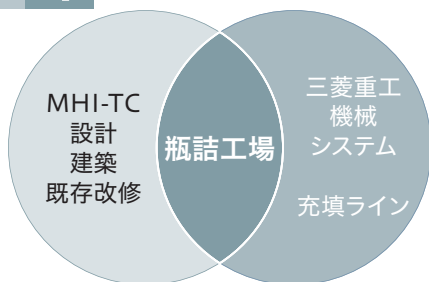 MHI-TC
設計
建築
既存改修
瓶詰工場
三菱重工
機械
システム
充填ライン